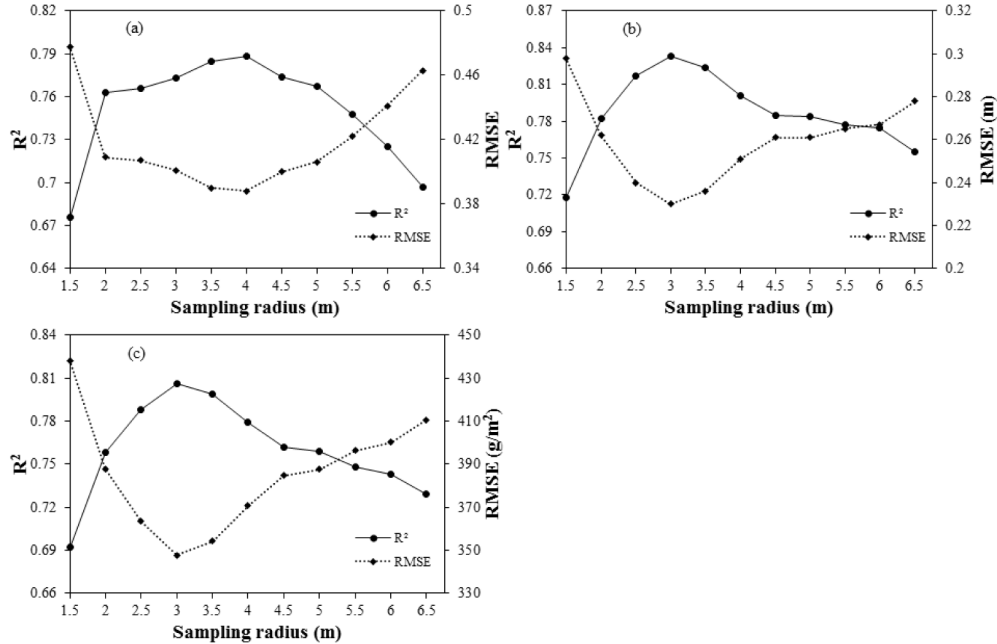 (a)
0.82
0.79
0.76
0.73
0.7
0.67
0.64
R²
0.5
0.46
0.42
0.38
0.34
RMSE
R²
RMSE
1.5 2 2.5 3 3.5 4 4.5 5 5.5 6 6.5
Sampling radius (m)
(b)
0.87
0.84
0.81
0.78
0.75
0.72
0.69
0.66
R²
0.32
0.3
0.28
0.26
0.24
0.22
0.2
RMSE (m)
R²
RMSE
1.5 2 2.5 3 3.5 4 4.5 5 5.5 6 6.5
Sampling radius (m)
(c)
0.84
0.81
0.78
0.75
0.72
0.69
0.66
R²
450
430
410
390
370
350
330
RMSE (g/m²)
R²
RMSE
1.5 2 2.5 3 3.5 4 4.5 5 5.5 6 6.5
Sampling radius (m)